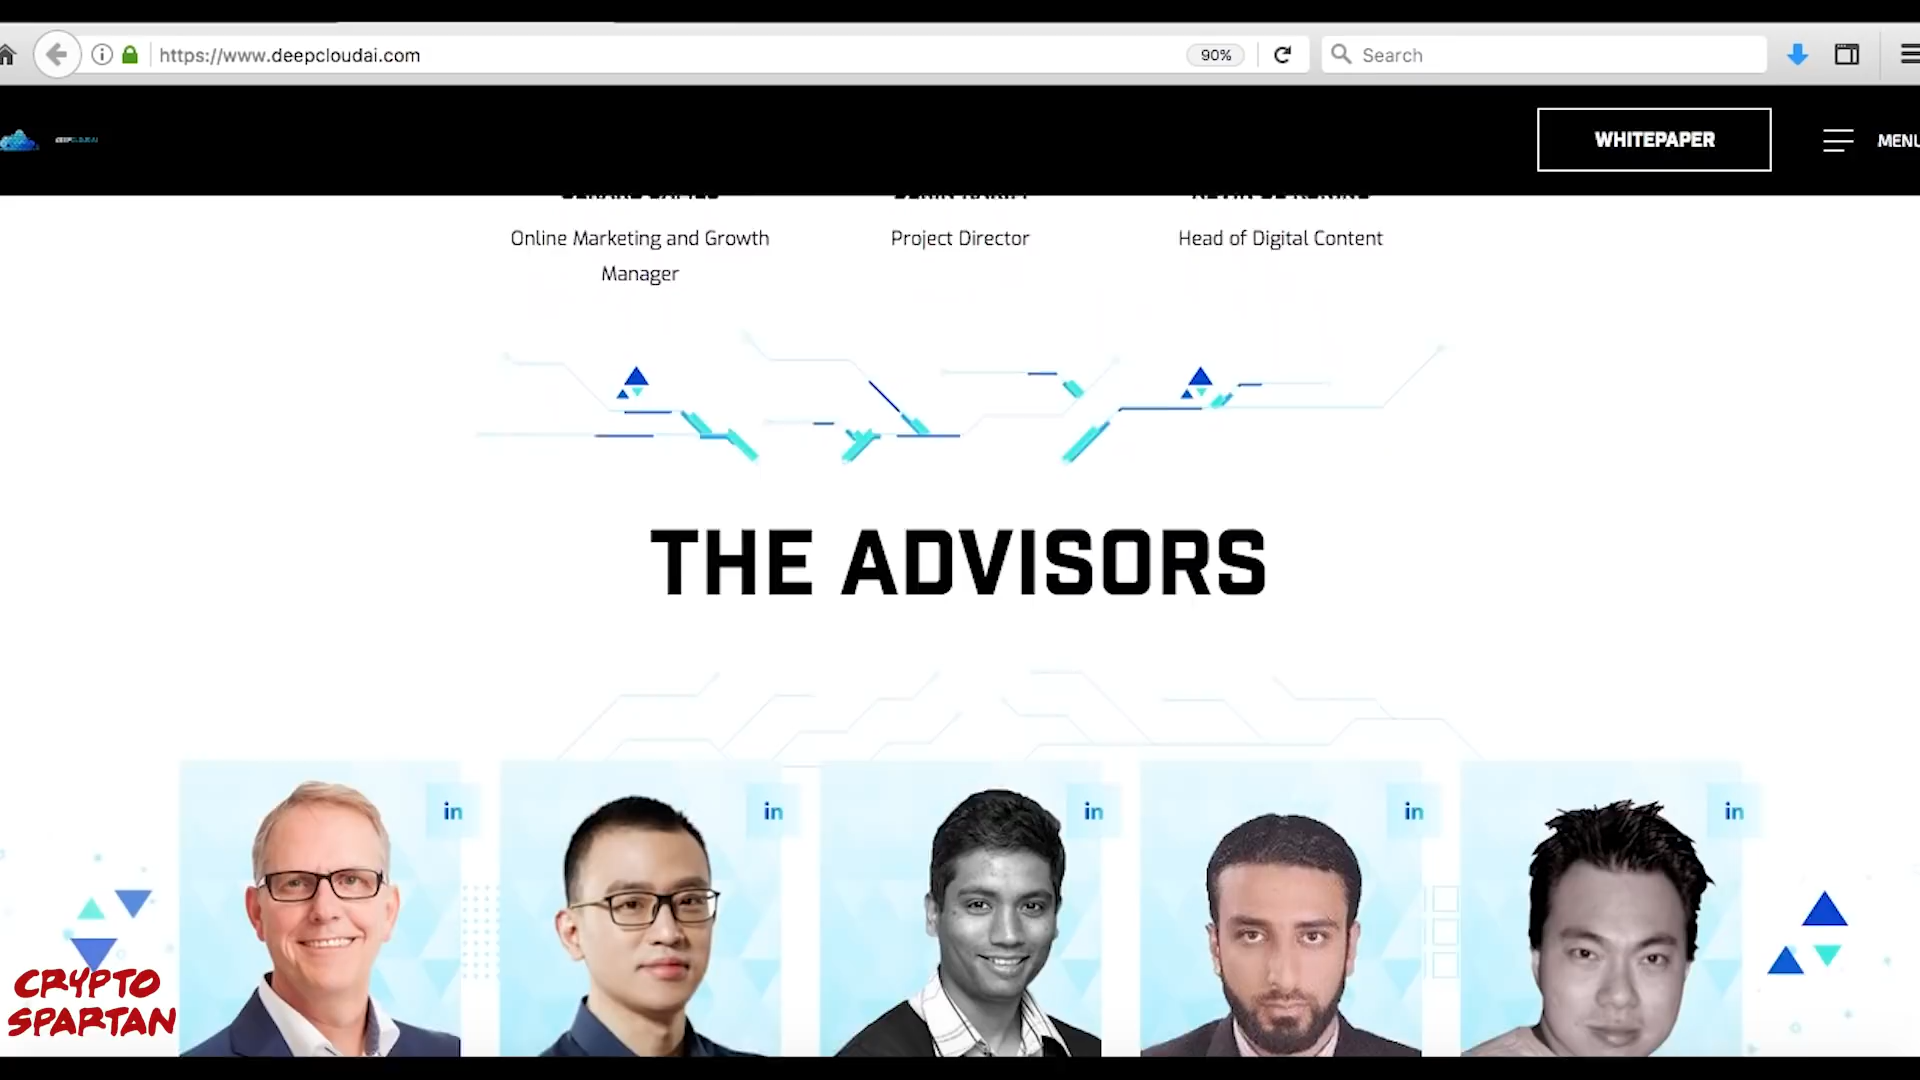 https://www.deepcloudai.com
90%
Search
DEEPCLOUDAI
WHITEPAPER
MENU
Online Marketing and Growth
Manager
Project Director
Head of Digital Content
THE ADVISORS
in
in
in
in
in
CRYPTO
SPARTAN